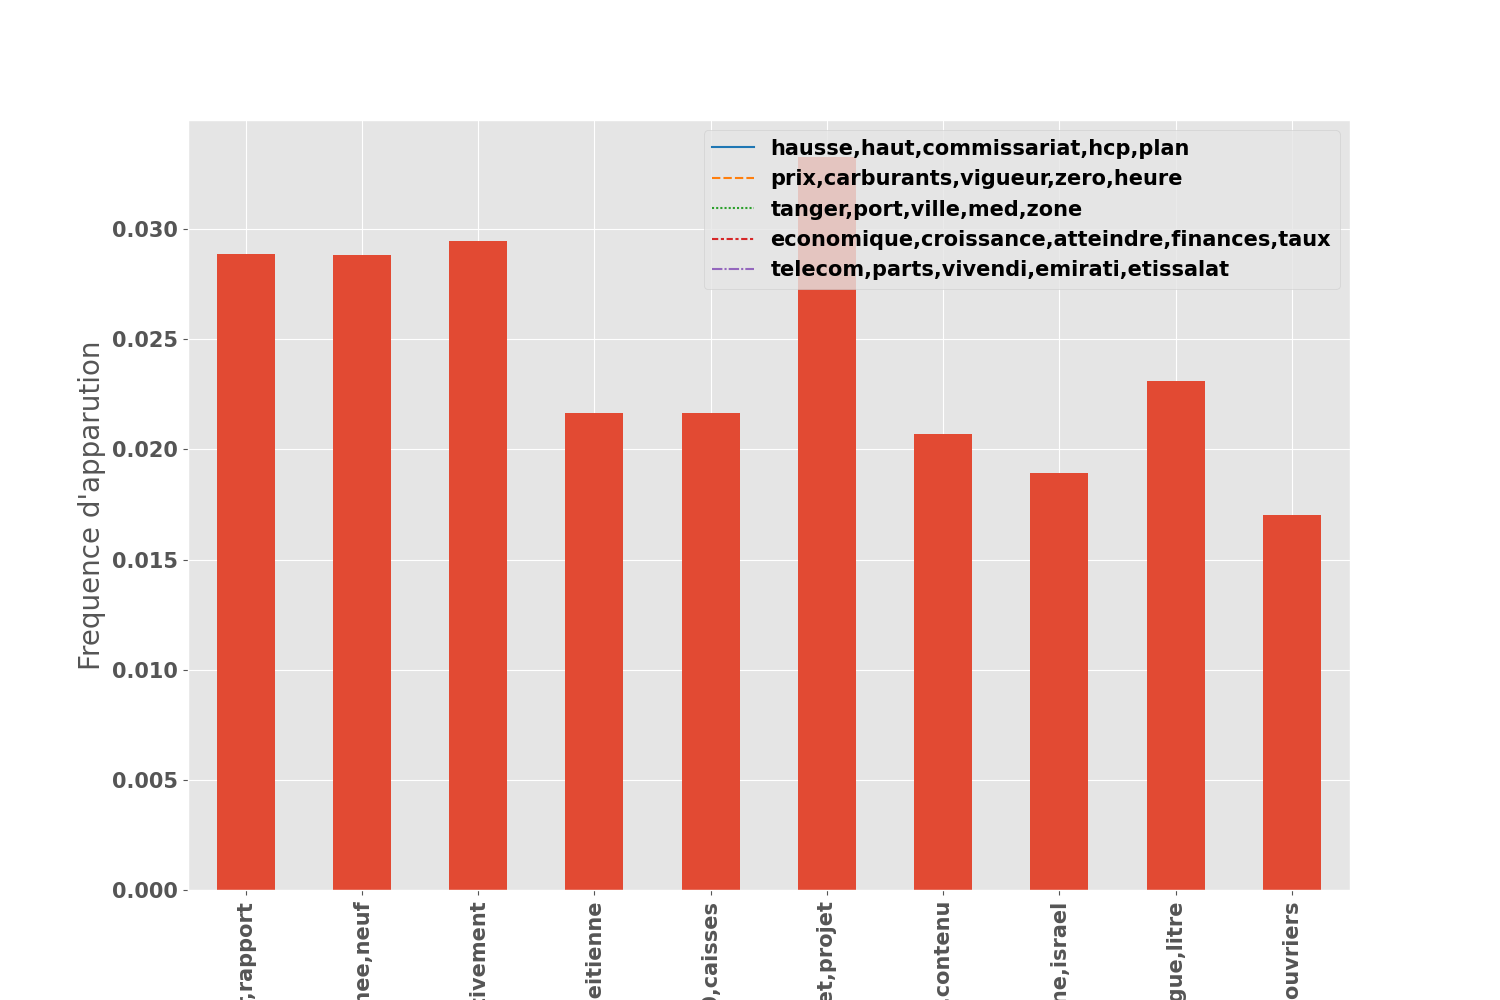 hausse,haut,commissariat,hcp,plan
prix,carburants,vigueur,zero,heure
tanger,port,ville,med,zone
economique,croissance,atteindre,finances,taux
telecom,parts,vivendi,emirati,etissalat
Frequence d'apparution
0.030
0.025
0.020
0.015
0.010
0.005
0.000
,rapport
nee,neuf
tivement
eitienne
0,caisses
et,projet
,contenu
ne,israel
gue,litre
ouvriers